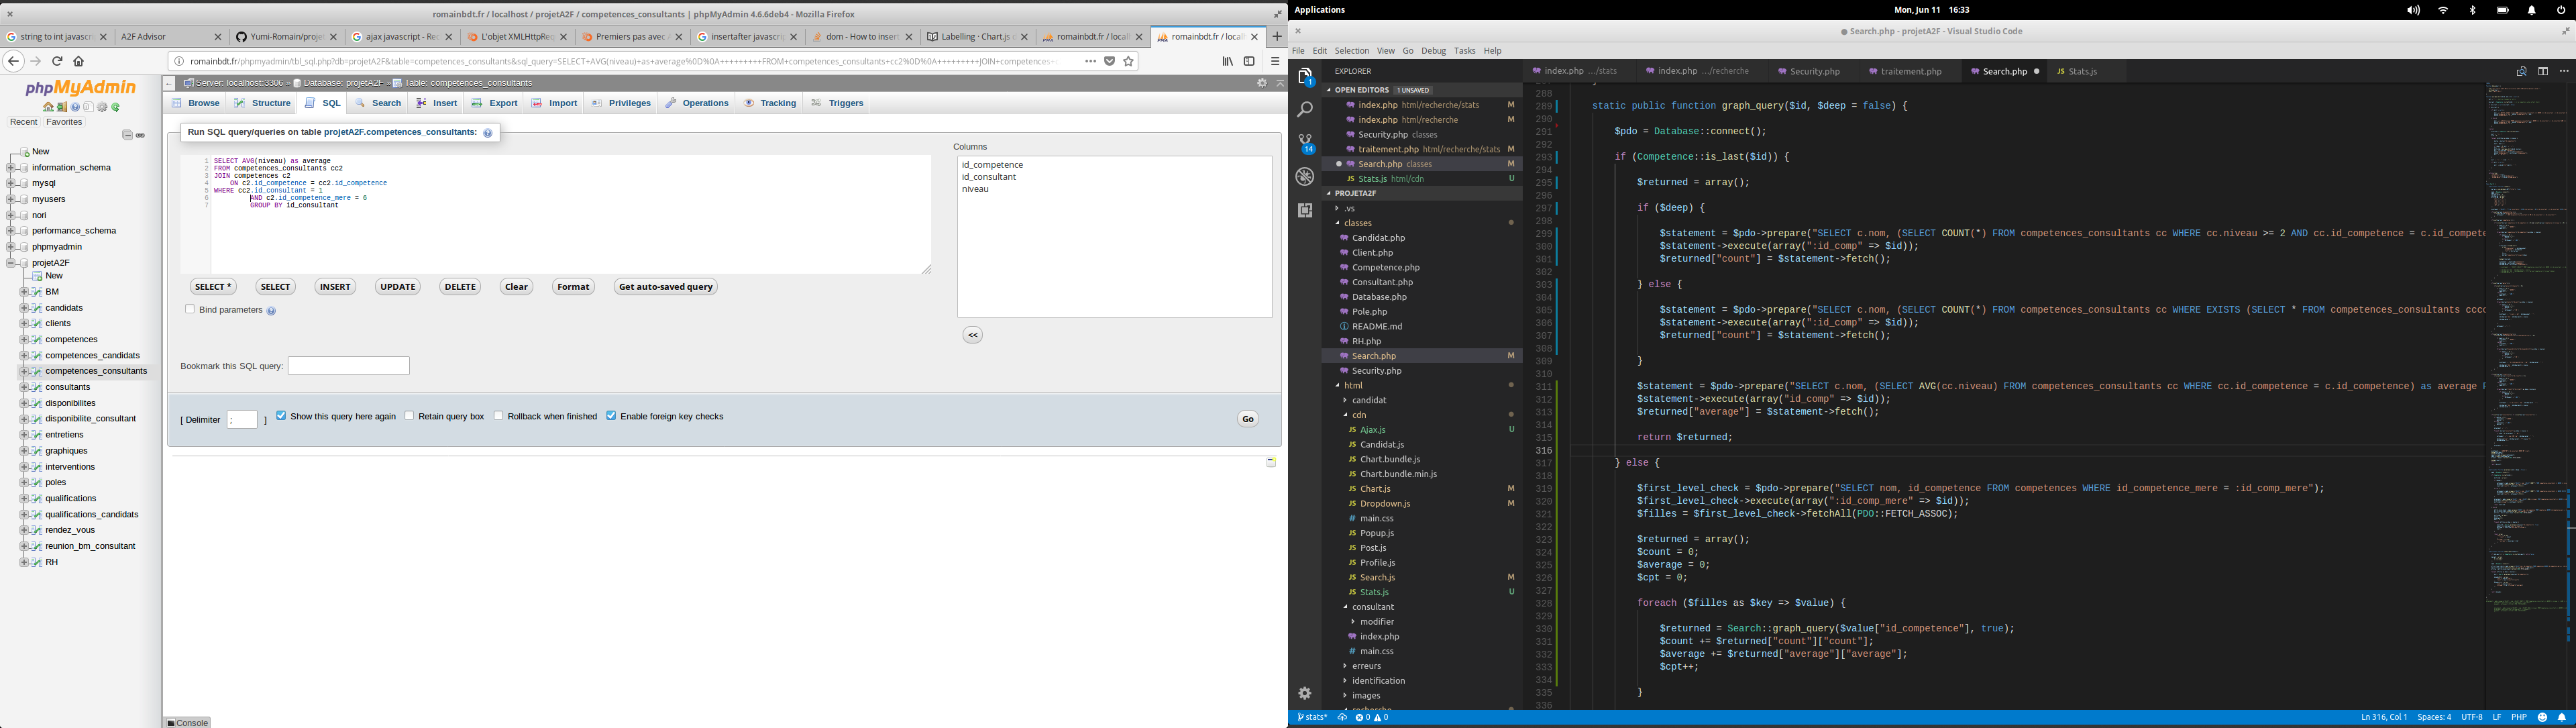 romainbdt.fr / localhost / projetA2F / competences_consultants | phpMyAdmin 4.6.6deb4 - Mozilla Firefox
string to int javascri
A2F Advisor
Yumi-Romain/proje
ajax javascript - Rec
L'objet XMLHttpReq
Premiers pas avec A
insertafter javascrip
dom - How to insert
Labelling · Chart.js d
romainbdt.fr / localh
romainbdt.fr / localh
romainbdt.fr/phpmyadmin/tbl_sql.php?db=projetA2F&table=competences_consultants&sql_query=SELECT+AVG(niveau)+as+average%0D%0A+++++++++FROM+competences_consultants+cc2%0D%0A+++++++++JOIN+competences+c
phpMyAdmin
Recent Favorites
New
information_schema
mysql
myusers
nori
performance_schema
phpmyadmin
projetA2F
New
BM
candidats
clients
competences
competences_candidats
competences_consultants
consultants
disponibilites
disponibilite_consultant
entretiens
graphiques
interventions
poles
qualifications
qualifications_candidats
rendez_vous
reunion_bm_consultant
RH
Server: localhost:3306 » Database: projetA2F » Table: competences_consultants
Browse Structure SQL Search Insert Export Import Privileges Operations Tracking Triggers
Run SQL query/queries on table projetA2F.competences_consultants:
1 SELECT AVG(niveau) as average
2 FROM competences_consultants cc2
3 JOIN competences c2
4 ON c2.id_competence = cc2.id_competence
5 WHERE cc2.id_consultant = 1
6 AND c2.id_competence_mere = 6
7 GROUP BY id_consultant
Columns
id_competence
id_consultant
niveau
SELECT * SELECT INSERT UPDATE DELETE Clear Format Get auto-saved query
Bind parameters
<<
Bookmark this SQL query:
[ Delimiter ; ] Show this query here again Retain query box Rollback when finished Enable foreign key checks
Go
Console
Applications
Mon, Jun 11 16:33
● Search.php - projetA2F - Visual Studio Code
File Edit Selection View Go Debug Tasks Help
EXPLORER
OPEN EDITORS 1 UNSAVED
index.php html/recherche/stats M
index.php html/recherche M
Security.php classes
traitement.php html/recherche/stats M
Search.php classes M
Stats.js html/cdn U
PROJETA2F
.vs
classes
Candidat.php
Client.php
Competence.php
Consultant.php
Database.php
Pole.php
README.md
RH.php
Search.php M
Security.php
html
candidat
cdn
Ajax.js U
Candidat.js
Chart.bundle.js
Chart.bundle.min.js
Chart.js M
Dropdown.js M
main.css
Popup.js
Post.js
Profile.js
Search.js M
Stats.js U
consultant
modifier
index.php
main.css
erreurs
identification
images
1
14
index.php .../stats
index.php .../recherche
Security.php
traitement.php
Search.php ●
Stats.js
288
289 static public function graph_query($id, $deep = false) {
290
291 $pdo = Database::connect();
292
293 if (Competence::is_last($id)) {
294
295 $returned = array();
296
297 if ($deep) {
298
299 $statement = $pdo->prepare("SELECT c.nom, (SELECT COUNT(*) FROM competences_consultants cc WHERE cc.niveau >= 2 AND cc.id_competence = c.id_compete
300 $statement->execute(array(":id_comp" => $id));
301 $returned["count"] = $statement->fetch();
302
303 } else {
304
305 $statement = $pdo->prepare("SELECT c.nom, (SELECT COUNT(*) FROM competences_consultants cc WHERE EXISTS (SELECT * FROM competences_consultants cccc
306 $statement->execute(array(":id_comp" => $id));
307 $returned["count"] = $statement->fetch();
308
309 }
310
311 $statement = $pdo->prepare("SELECT c.nom, (SELECT AVG(cc.niveau) FROM competences_consultants cc WHERE cc.id_competence = c.id_competence) as average F
312 $statement->execute(array("id_comp" => $id));
313 $returned["average"] = $statement->fetch();
314
315 return $returned;
316
317 } else {
318
319 $first_level_check = $pdo->prepare("SELECT nom, id_competence FROM competences WHERE id_competence_mere = :id_comp_mere");
320 $first_level_check->execute(array(":id_comp_mere" => $id));
321 $filles = $first_level_check->fetchAll(PDO::FETCH_ASSOC);
322
323 $returned = array();
324 $count = 0;
325 $average = 0;
326 $cpt = 0;
327
328 foreach ($filles as $key => $value) {
329
330 $returned = Search::graph_query($value["id_competence"], true);
331 $count += $returned["count"]["count"];
332 $average += $returned["average"]["average"];
333 $cpt++;
334
335 }
336
stats* 0 0
Ln 316, Col 1 Spaces: 4 UTF-8 LF PHP